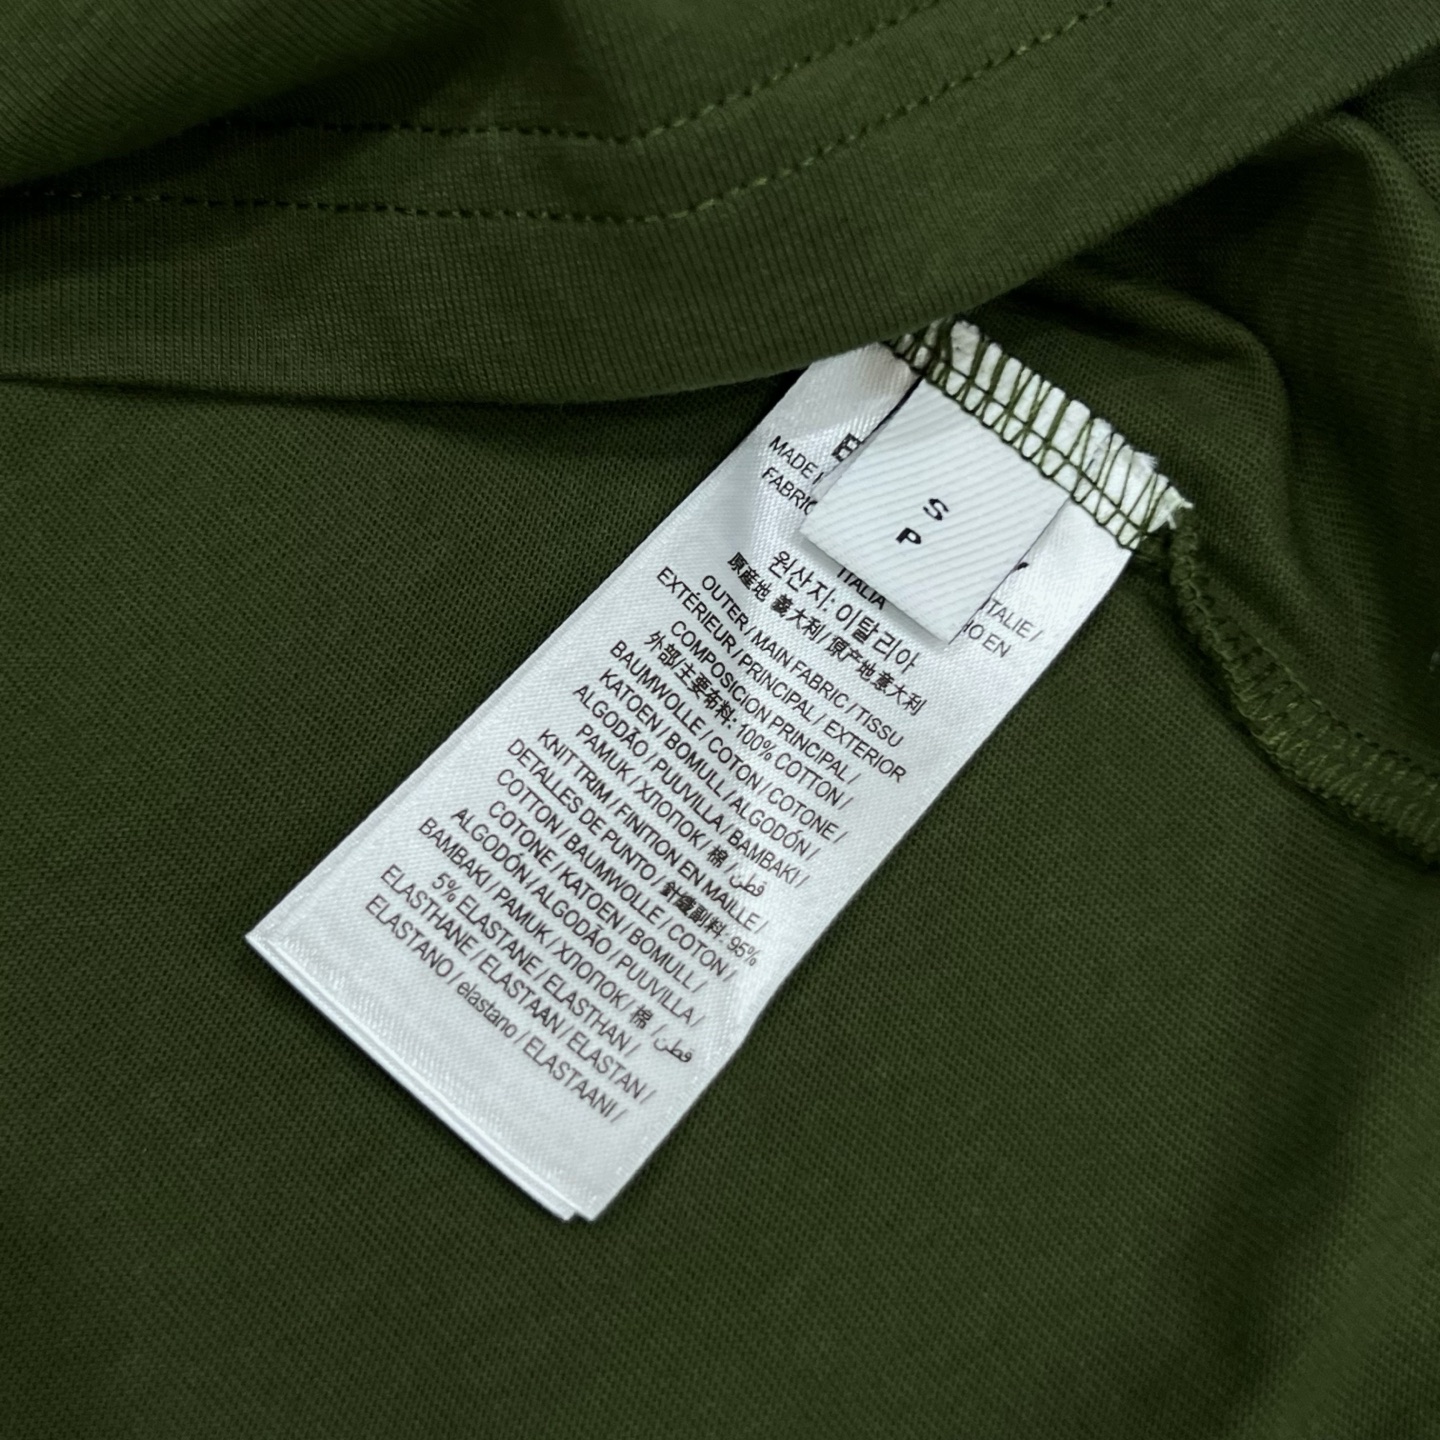 S
P
MADE
FABRIC
ITALIE /
EN
ITALIA
원산지: 이탈리아
原産地 義大利/原产地意大利
OUTER / MAIN FABRIC / TISSU
EXTÉRIEUR / PRINCIPAL / EXTERIOR
COMPOSICION PRINCIPAL /
外部/主要布料: 100% COTTON /
BAUMWOLLE / COTON / COTONE /
KATOEN / BOMULL / ALGODÓN /
ALGODÃO / PUUVILLA / BAMBAKI /
PAMUK / ХЛОПОК / 棉 / قطن
KNIT TRIM / FINITION EN MAILLE /
DETALLES DE PUNTO / 針織副料: 95%
COTTON / BAUMWOLLE / COTON /
COTONE / KATOEN / BOMULL /
ALGODÓN / ALGODÃO / PUUVILLA /
BAMBAKI / PAMUK / ХЛОПОК / 棉 / قطن
5% ELASTANE / ELASTHAN /
ELASTHANE / ELASTAAN / ELASTAN /
ELASTANO / elastano / ELASTAANI /